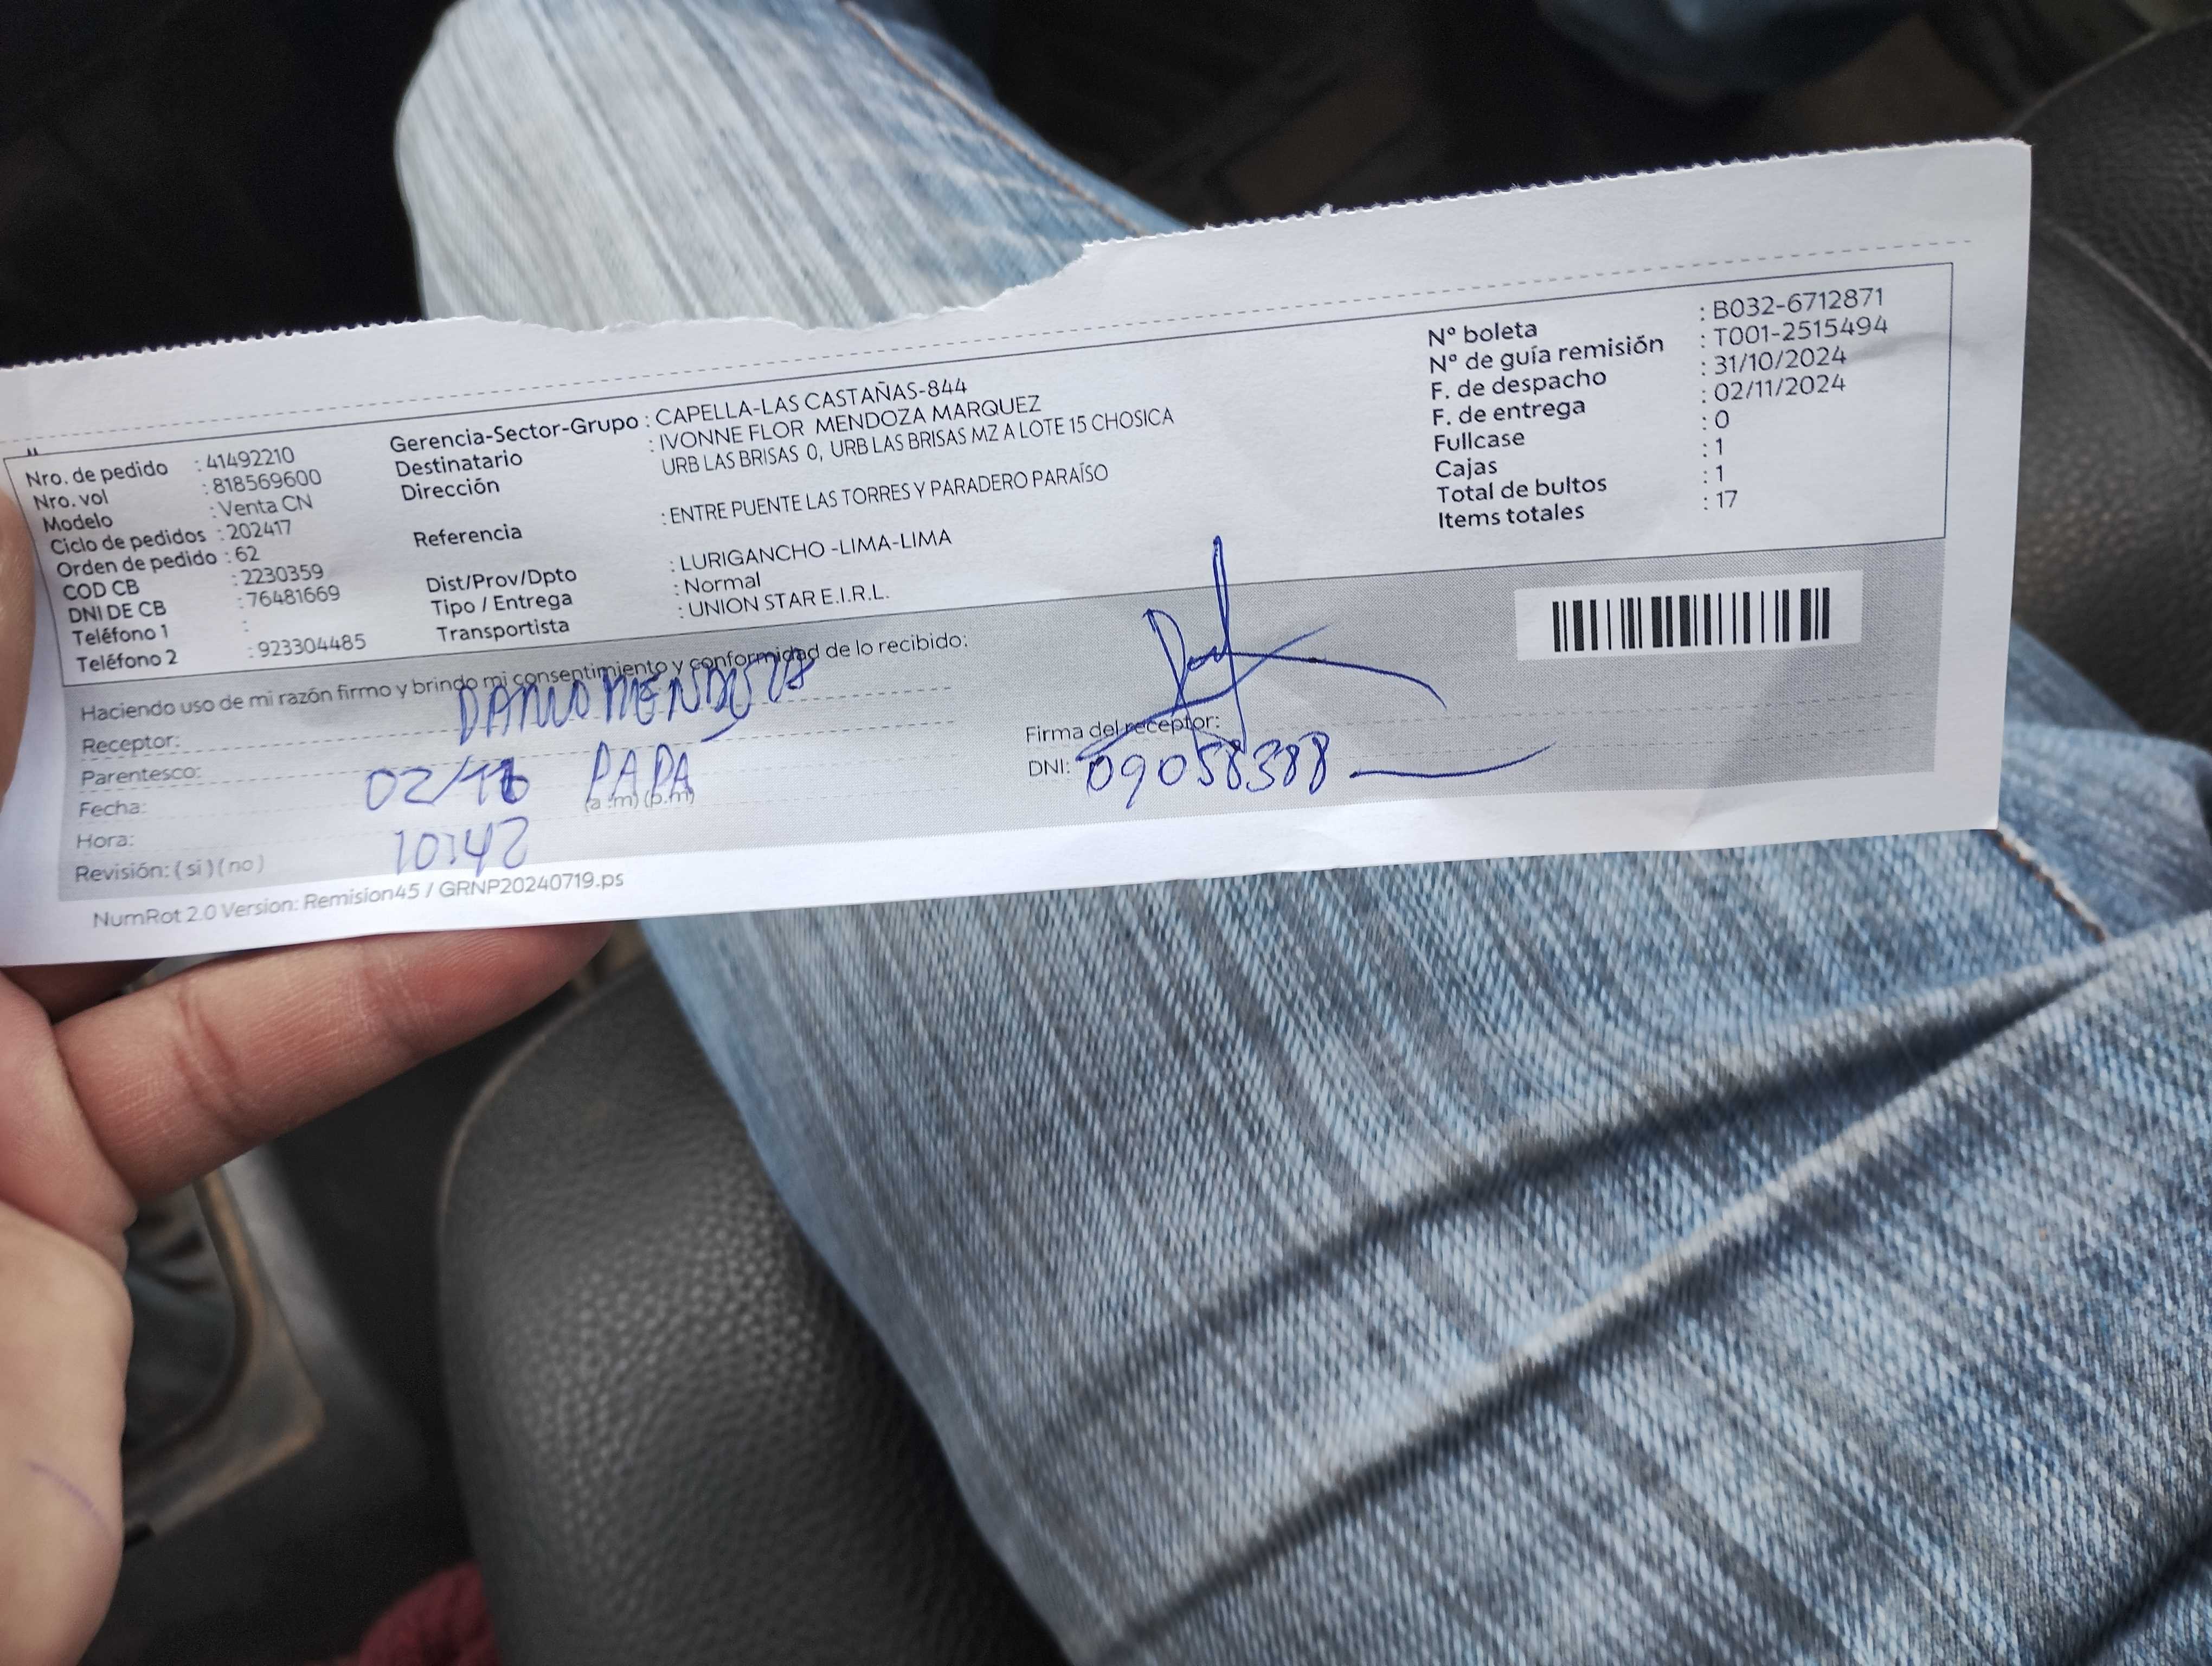 Nro. de pedido : 41492210
Nro. vol : 818569600
Modelo : Venta CN
Ciclo de pedidos : 202417
Orden de pedido : 62
COD CB : 2230359
DNI DE CB : 76481669
Teléfono 1 :
Teléfono 2 : 923304485
Gerencia-Sector-Grupo : CAPELLA-LAS CASTAÑAS-844
Destinatario : IVONNE FLOR MENDOZA MARQUEZ
Dirección URB LAS BRISAS 0, URB LAS BRISAS MZ A LOTE 15 CHOSICA
Referencia : ENTRE PUENTE LAS TORRES Y PARADERO PARAÍSO
Dist/Prov/Dpto : LURIGANCHO -LIMA-LIMA
Tipo / Entrega : Normal
Transportista : UNION STAR E.I.R.L.
Nº boleta : B032-6712871
Nº de guía remisión : T001-2515494
F. de despacho : 31/10/2024
F. de entrega : 02/11/2024
Fullcase : 0
Cajas : 1
Total de bultos : 1
Items totales : 17
Haciendo uso de mi razón firmo y brindo mi consentimiento y conformidad de lo recibido:
Receptor:
Parentesco: PAPA
Fecha: (a .m) (p.m)
Hora: 10:42
Revisión: ( si ) ( no )
Firma del receptor:
DNI: 09058388
NumRot 2.0 Version: Remision45 / GRNP20240719.ps